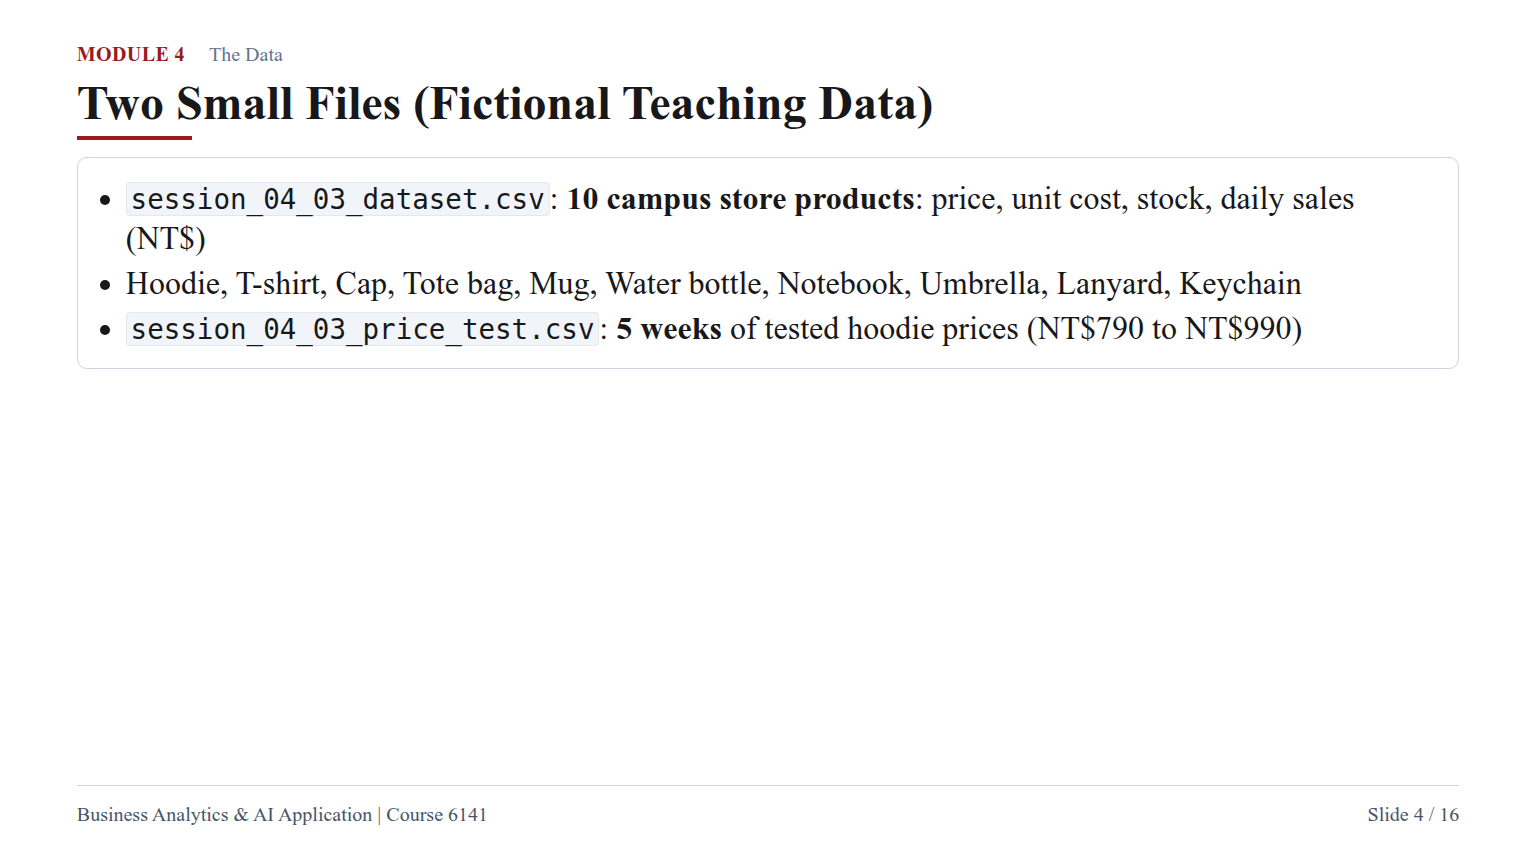 MODULE 4 The Data
Two Small Files (Fictional Teaching Data)
• session_04_03_dataset.csv: 10 campus store products: price, unit cost, stock, daily sales
(NT$)
• Hoodie, T-shirt, Cap, Tote bag, Mug, Water bottle, Notebook, Umbrella, Lanyard, Keychain
• session_04_03_price_test.csv: 5 weeks of tested hoodie prices (NT$790 to NT$990)
Business Analytics & AI Application | Course 6141
Slide 4 / 16